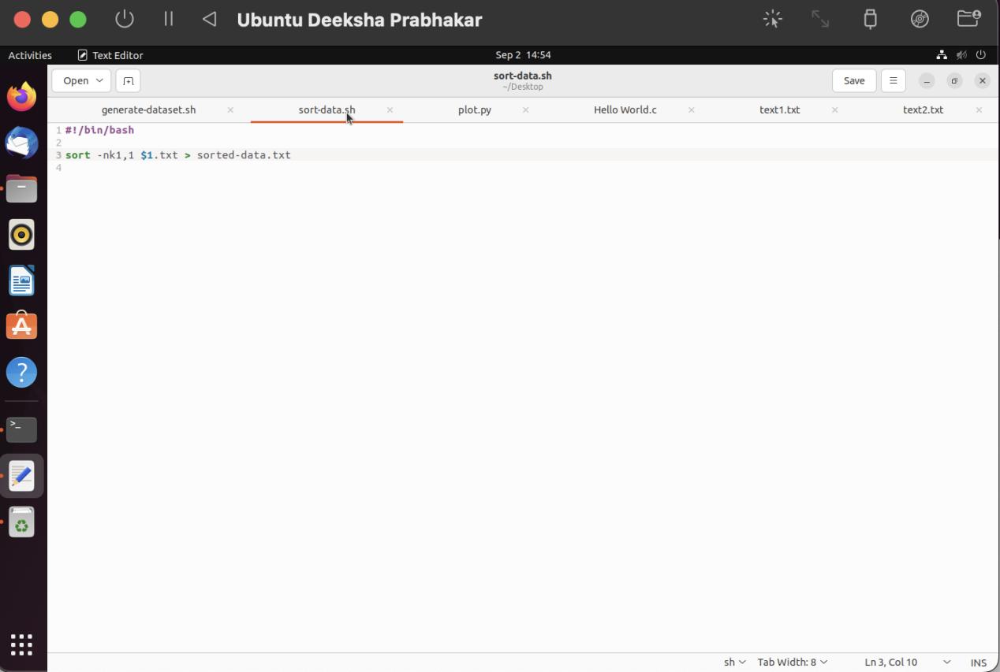 Ubuntu Deeksha Prabhakar
Activities Text Editor Sep 2 14:54
Open sort-data.sh Save
~/Desktop
generate-dataset.sh sort-data.sh plot.py Hello World.c text1.txt text2.txt
1 #!/bin/bash
2
3 sort -nk1,1 $1.txt > sorted-data.txt
4
sh Tab Width: 8 Ln 3, Col 10 INS